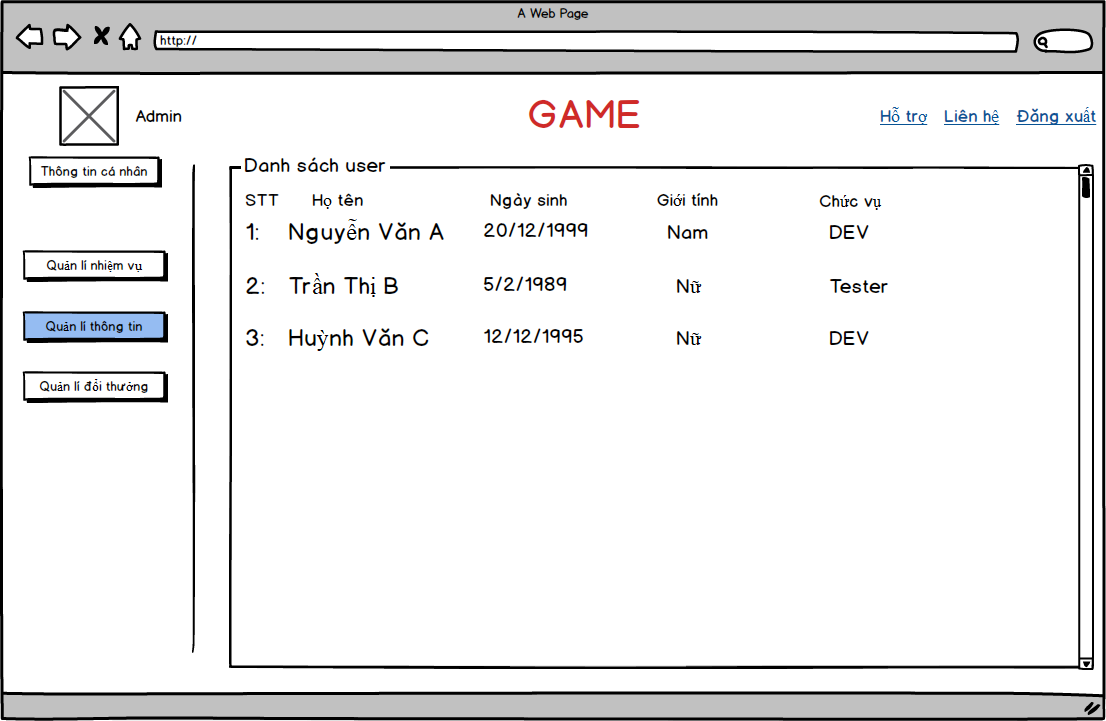 A Web Page
http://
Admin
GAME
Hỗ trợ Liên hệ Đăng xuất
Thông tin cá nhân
Quản lí nhiệm vụ
Quản lí thông tin
Quản lí đổi thưởng
Danh sách user
STT Họ tên Ngày sinh Giới tính Chức vụ
1: Nguyễn Văn A 20/12/1999 Nam DEV
2: Trần Thị B 5/2/1989 Nữ Tester
3: Huỳnh Văn C 12/12/1995 Nữ DEV